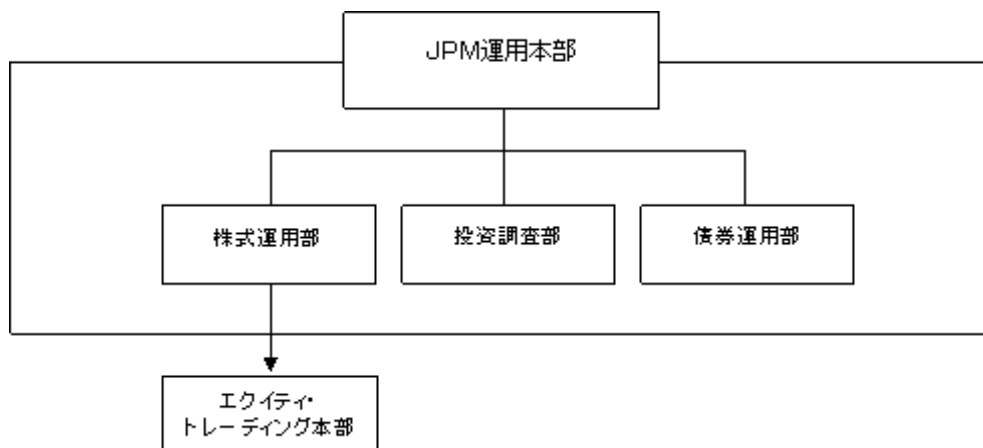 JPM運用本部
株式運用部
投資調査部
債券運用部
エクイティ・
トレーディング本部